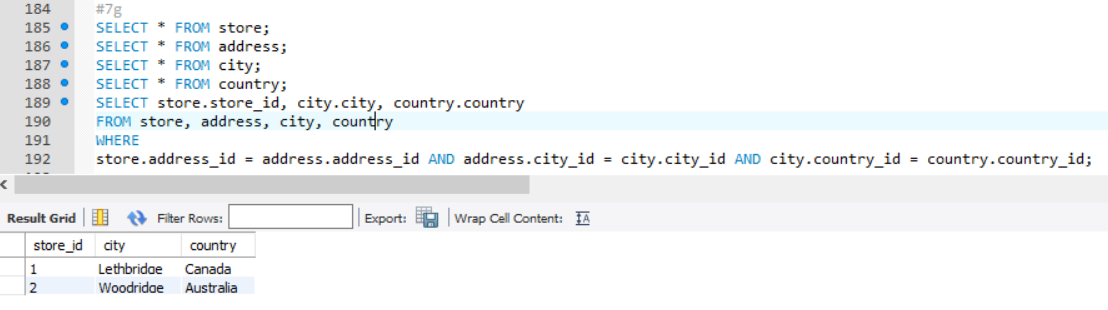 184 #7g
185 SELECT * FROM store;
186 SELECT * FROM address;
187 SELECT * FROM city;
188 SELECT * FROM country;
189 SELECT store.store_id, city.city, country.country
190 FROM store, address, city, country
191 WHERE
192 store.address_id = address.address_id AND address.city_id = city.city_id AND city.country_id = country.country_id;
Result Grid Filter Rows: Export: Wrap Cell Content:
store_id city country
1 Lethbridge Canada
2 Woodridge Australia